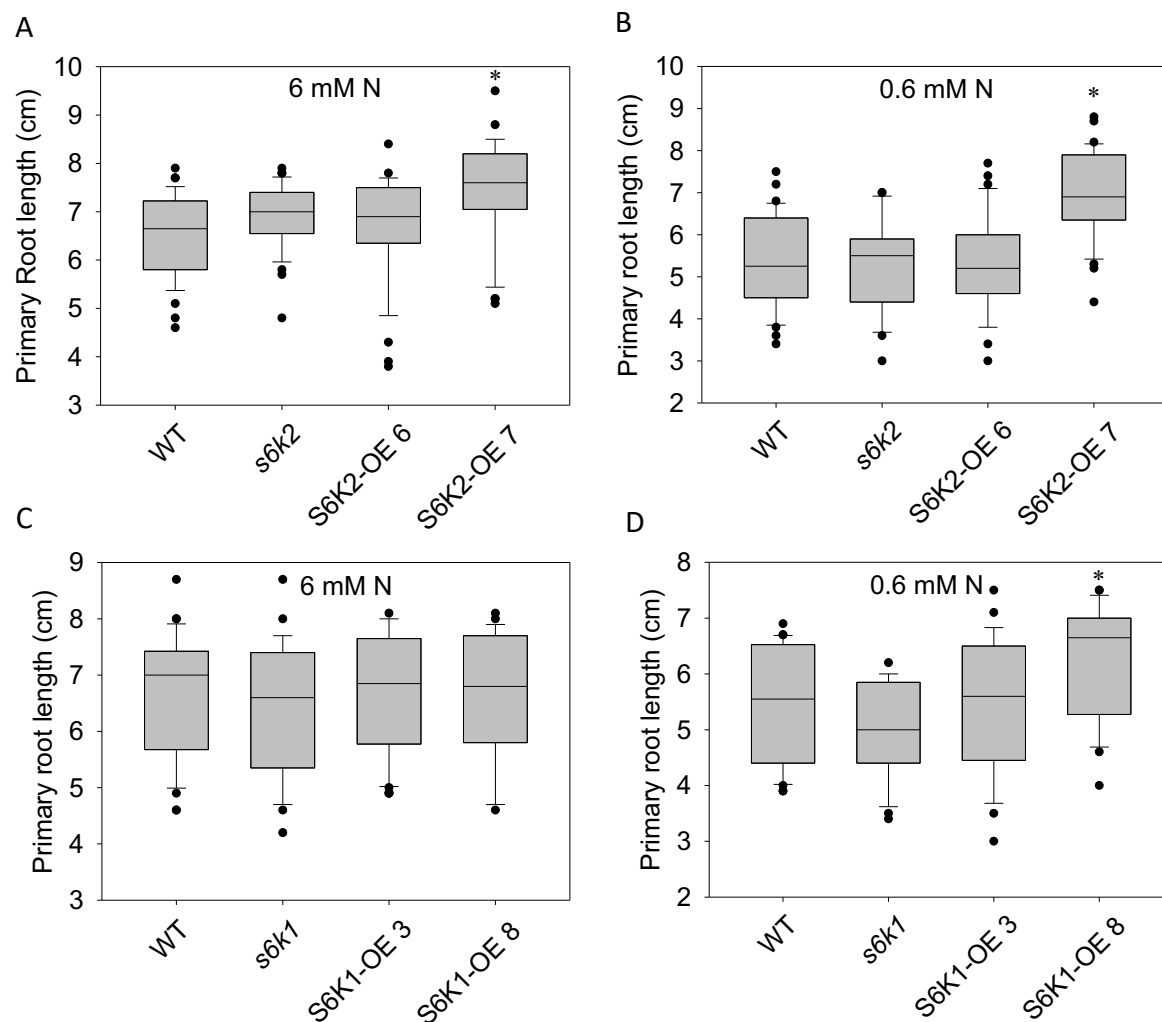 A
Primary Root length (cm)
10
9
8
7
6
5
4
3
6 mM N
*
WT
s6k2
S6K2-OE 6
S6K2-OE 7
B
Primary root length (cm)
10
9
8
7
6
5
4
3
2
0.6 mM N
*
WT
s6k2
S6K2-OE 6
S6K2-OE 7
C
Primary root length (cm)
9
8
7
6
5
4
3
6 mM N
WT
s6k1
S6K1-OE 3
S6K1-OE 8
D
Primary root length (cm)
8
7
6
5
4
3
2
0.6 mM N
*
WT
s6k1
S6K1-OE 3
S6K1-OE 8